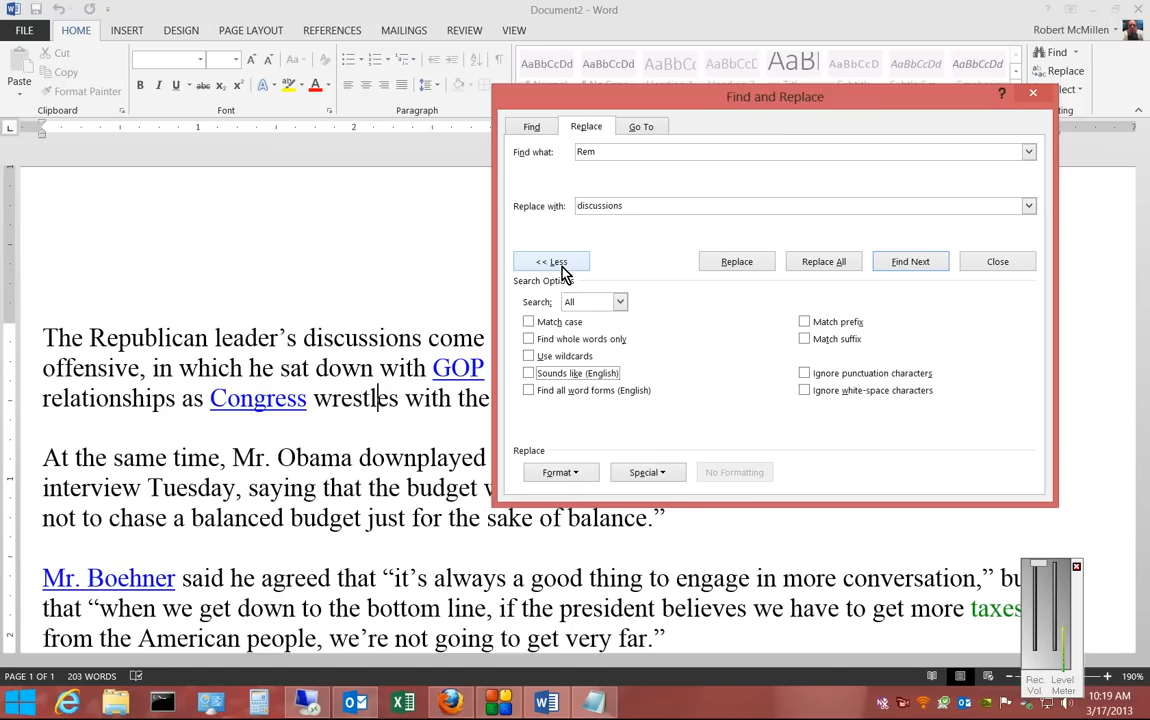 Document2 - Word
FILE HOME INSERT DESIGN PAGE LAYOUT REFERENCES MAILINGS REVIEW VIEW Robert McMillen
Cut
Copy
Format Painter
Paste
Clipboard
B I U abc X₂ X²
Font
Paragraph
AaBbCcDd AaBbCcDd AaBbCc AaBbCcD AaB AaBbCcD AaBbCcDd AaBbCcDd
Find
Replace
Find and Replace
Find Replace Go To
Find what: Rem
Replace with: discussions
<< Less Replace Replace All Find Next Close
Search Options
Search: All
Match case Match prefix
Find whole words only Match suffix
Use wildcards
Sounds like (English) Ignore punctuation characters
Find all word forms (English) Ignore white-space characters
Replace
Format Special No Formatting
The Republican leader’s discussions come
offensive, in which he sat down with GOP
relationships as Congress wrestles with the
At the same time, Mr. Obama downplayed
interview Tuesday, saying that the budget
not to chase a balanced budget just for the sake of balance.”
Mr. Boehner said he agreed that “it’s always a good thing to engage in more conversation,”
that “when we get down to the bottom line, if the president believes we have to get more taxes
from the American people, we’re not going to get very far.”
Rec. Vol. Level Meter
PAGE 1 OF 1 203 WORDS 190%
10:19 AM
3/17/2013